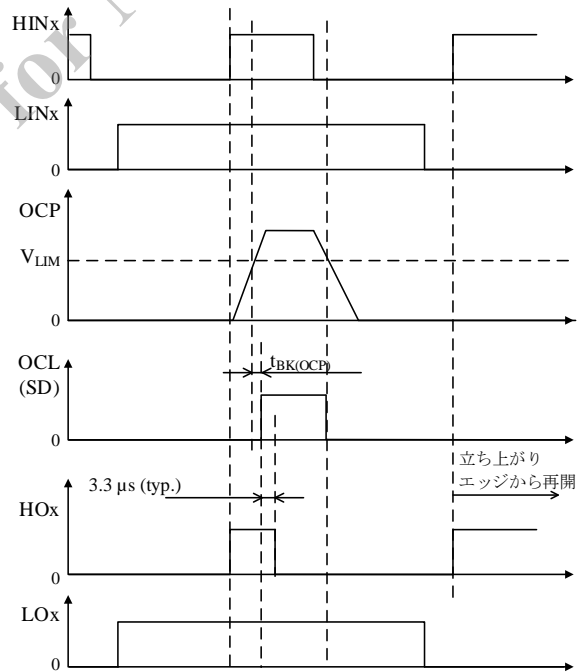 for N
HINx
0
LINx
0
OCP
VLIM
0
OCL
(SD)
tBK(OCP)
0
立ち上がり
エッジから再開
3.3 µs (typ.)
HOx
0
LOx
0